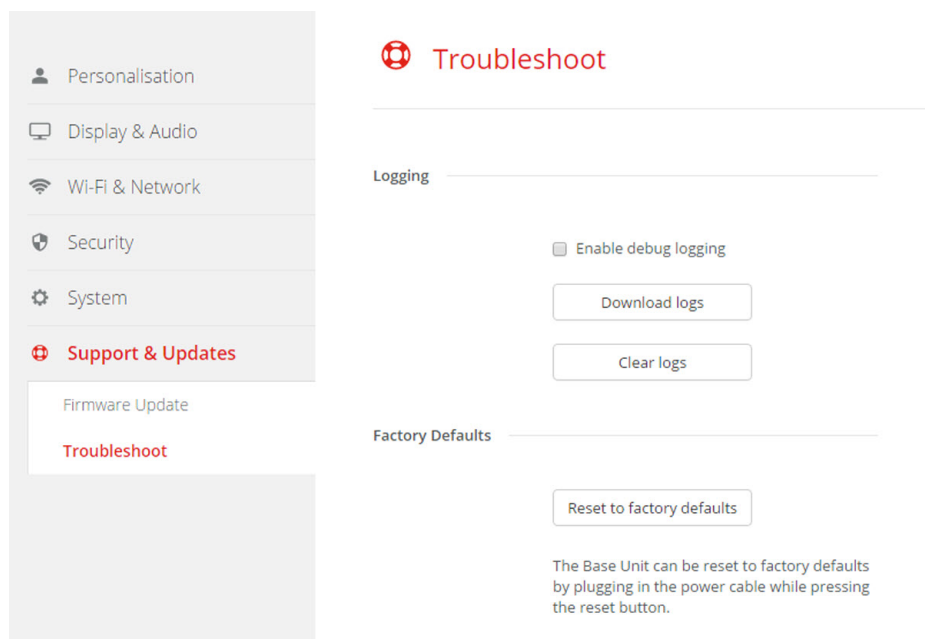 Personalisation
Display & Audio
Wi-Fi & Network
Security
System
Support & Updates
Firmware Update
Troubleshoot
Troubleshoot
Logging
Enable debug logging
Download logs
Clear logs
Factory Defaults
Reset to factory defaults
The Base Unit can be reset to factory defaults
by plugging in the power cable while pressing
the reset button.